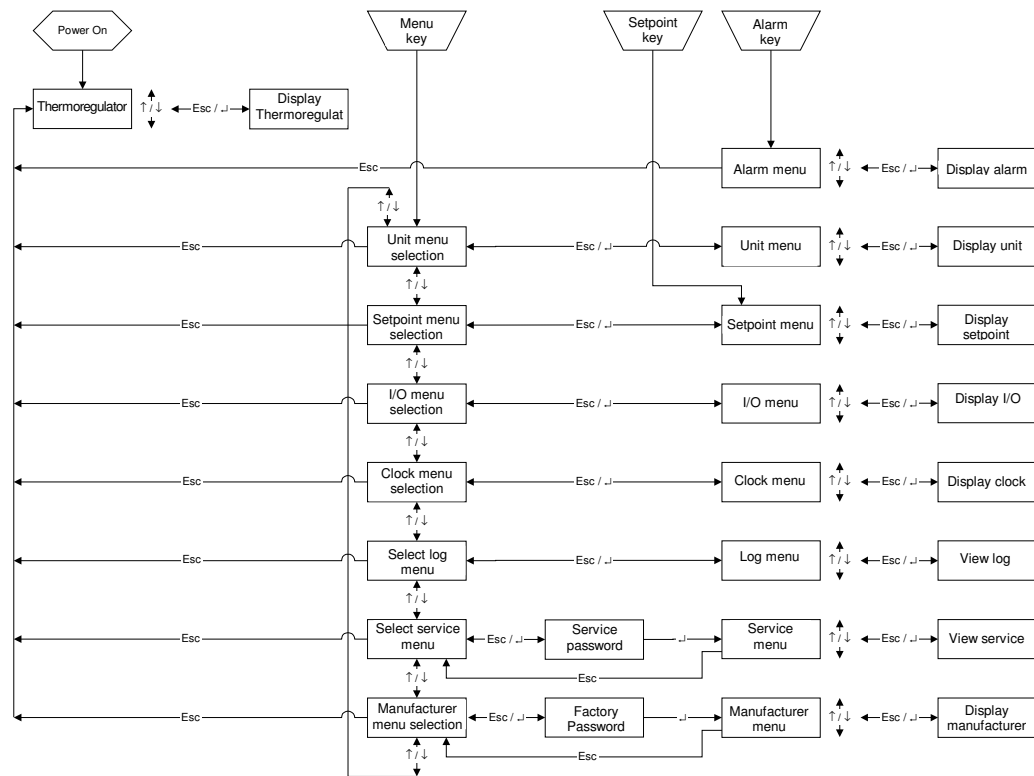 Power On
Menu
key
Setpoint
key
Alarm
key
Thermoregulator
↑/↓
Esc / ↵
Display
Thermoregulat
Esc
Alarm menu
↑/↓
Esc / ↵
Display alarm
↑/↓
Esc
Unit menu
selection
Esc / ↵
Unit menu
↑/↓
Esc / ↵
Display unit
↑/↓
Esc
Setpoint menu
selection
Esc / ↵
Setpoint menu
↑/↓
Esc / ↵
Display
setpoint
↑/↓
Esc
I/O menu
selection
Esc / ↵
I/O menu
↑/↓
Esc / ↵
Display I/O
↑/↓
Esc
Clock menu
selection
Esc / ↵
Clock menu
↑/↓
Esc / ↵
Display clock
↑/↓
Esc
Select log
menu
Esc / ↵
Log menu
↑/↓
Esc / ↵
View log
↑/↓
Esc
Select service
menu
Esc / ↵
Service
password
↵
Service
menu
↑/↓
Esc / ↵
View service
Esc
↑/↓
Esc
Manufacturer
menu selection
Esc / ↵
Factory
Password
↵
Manufacturer
menu
↑/↓
Esc / ↵
Display
manufacturer
Esc
↑/↓